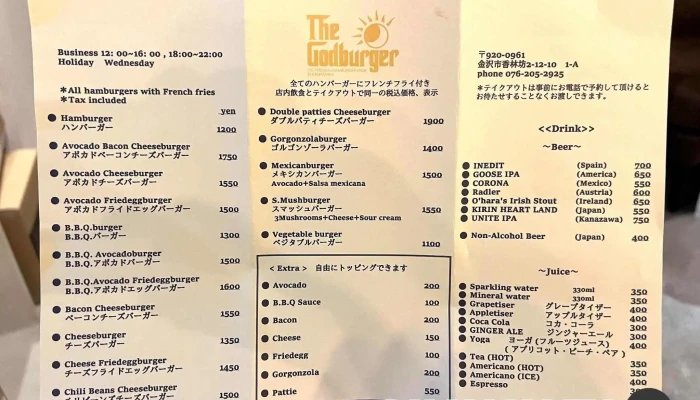 Business 12: 00~16: 00 , 18:00~22:00
Holiday Wednesday
*All hamburgers with French fries
*Tax included
yen
Hamburger
ハンバーガー 1200
Avocado Bacon Cheeseburger
アボカドベーコンチーズバーガー 1750
Avocado Cheeseburger
アボカドチーズバーガー 1550
Avocado Friedeggburger
アボカドフライドエッグバーガー 1500
B.B.Q.burger
B.B.Q.バーガー 1300
B.B.Q. Avocadoburger
B.B.Q.アボカドバーガー 1500
B.B.Q.Avocado Friedeggburger
B.B.Q.アボカドエッグバーガー 1600
Bacon Cheeseburger
ベーコンチーズバーガー 1550
Cheeseburger
チーズバーガー 1350
Cheese Friedeggburger
チーズフライドエッグバーガー 1450
Chili Beans Cheeseburger
1500
The Godburger
全てのハンバーガーにフレンチフライ付き
店内飲食とテイクアウトで同一の税込価格、表示
Double patties Cheeseburger
ダブルパティチーズバーガー 1900
Gorgonzolaburger
ゴルゴンゾーラバーガー 1400
Mexicanburger
メキシカンバーガー 1500
Avocado+Salsa mexicana
S.Mushburger
スマッシュバーガー 1550
3Mushrooms+Cheese+Sour cream
Vegetable burger
ベジタブルバーガー 1100
< Extra > 自由にトッピングできます
Avocado 200
B.B.Q Sauce 100
Bacon 200
Cheese 150
Friedegg 100
Gorgonzola 200
Pattie 550
〒920-0961
金沢市香林坊2-12-10 1-A
phone 076-205-2925
*テイクアウトは事前にお電話で予約して頂けると
お待たせすることなくお渡しできます。
<<Drink>>
~Beer~
INEDIT (Spain) 700
GOOSE IPA (America) 650
CORONA (Mexico) 550
Radler (Austria) 600
O'hara's Irish Stout (Ireland) 650
KIRIN HEART LAND (Japan) 550
UNITE IPA (Kanazawa) 750
Non-Alcohol Beer (Japan) 400
~Juice~
Sparkling water 330ml 350
Mineral water 330ml 350
Grapetiser グレープタイザー 400
Appletiser アップルタイザー 400
Coca Cola コカ・コーラ 300
GINGER ALE ジンジャーエール 300
Yoga ヨーガ (フルーツジュース) 400
( アプリコット・ピーチ・ペア )
Tea (HOT) 350
Americano (HOT) 350
Americano (ICE) 400
Espresso